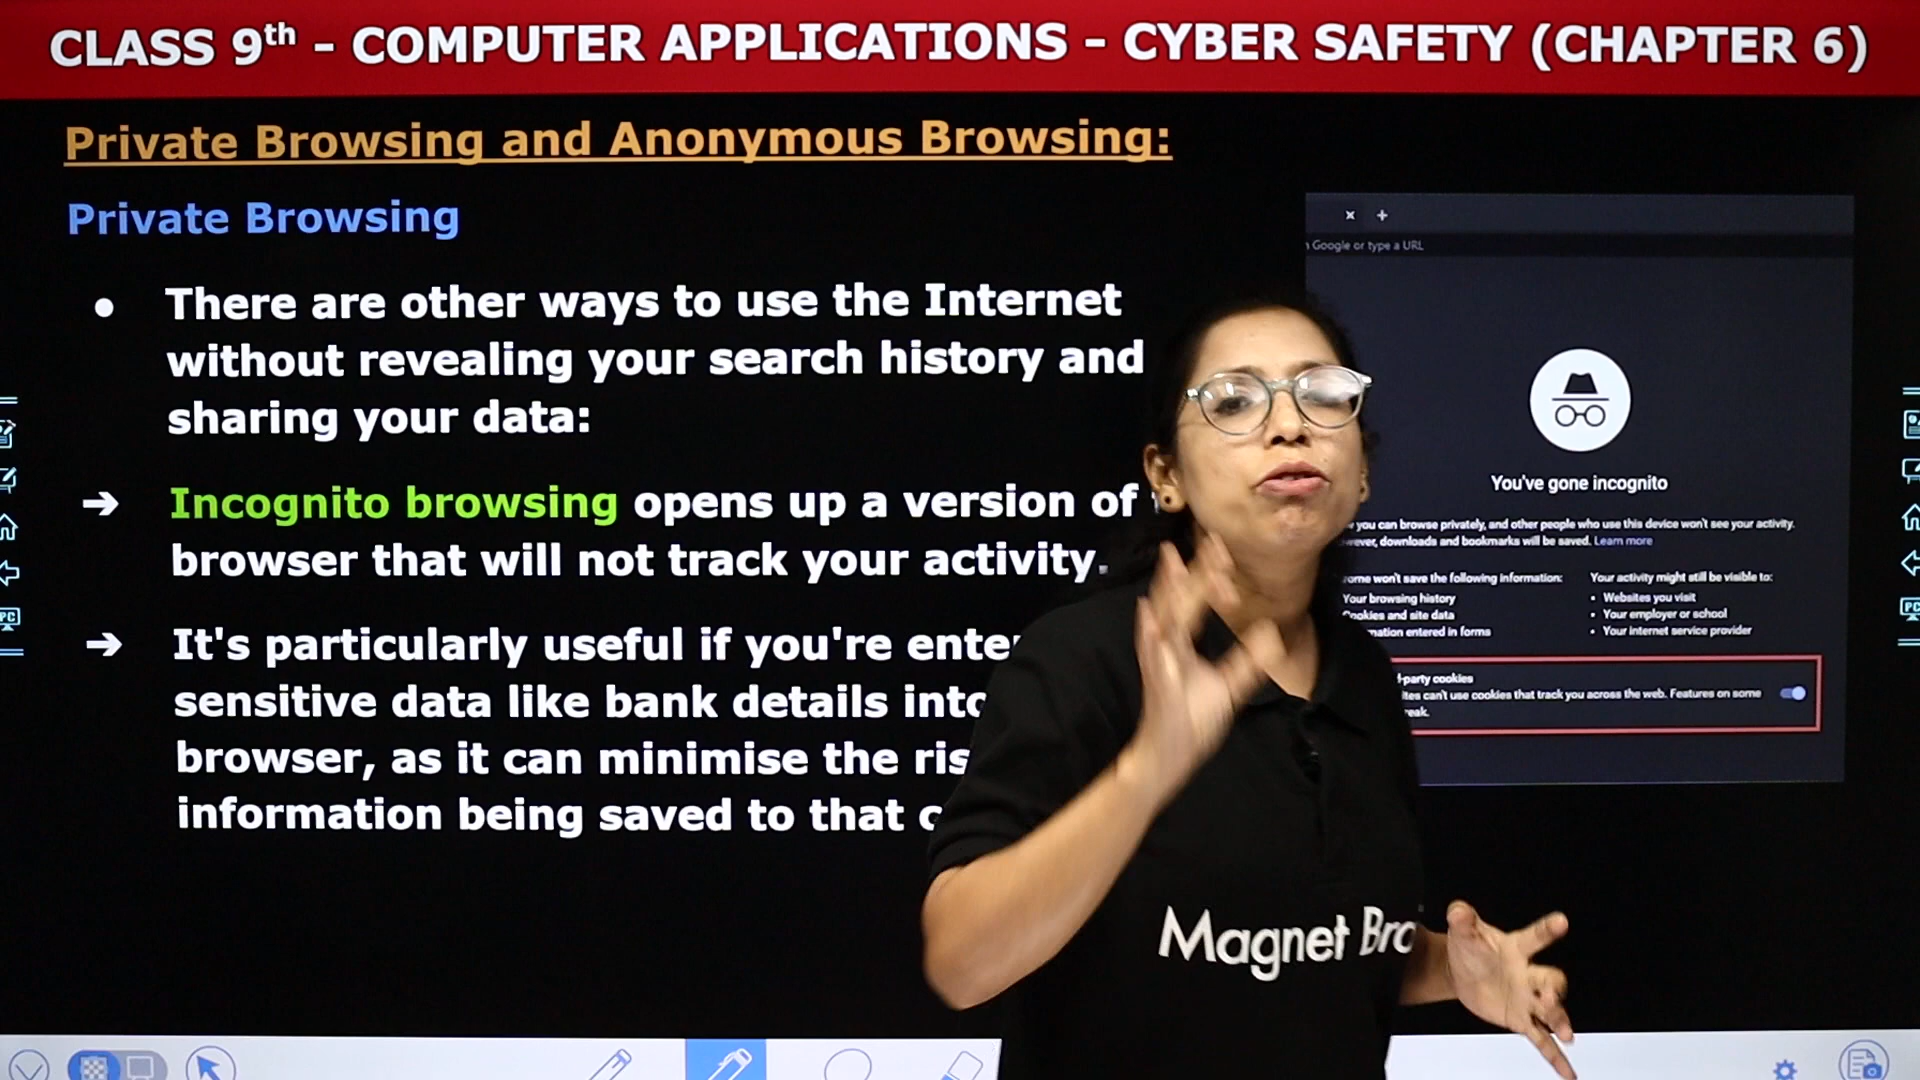 CLASS 9th - COMPUTER APPLICATIONS - CYBER SAFETY (CHAPTER 6)
Private Browsing and Anonymous Browsing:
Private Browsing
● There are other ways to use the Internet
without revealing your search history and
sharing your data:
➔ Incognito browsing opens up a version of
browser that will not track your activity.
➔ It's particularly useful if you're
sensitive data like bank details
browser, as it can minimise the
information being saved to that
Google or type a URL
You've gone incognito
you can browse privately, and other people who use this device won't see your activity.
downloads and bookmarks will be saved. Learn more
won't save the following information:
Your browsing history
Cookies and site data
entered in forms
Your activity might still be visible to:
• Websites you visit
• Your employer or school
• Your internet service provider
cookies
can't use cookies that track you across the web. Features on some
Magnet
PC
PC